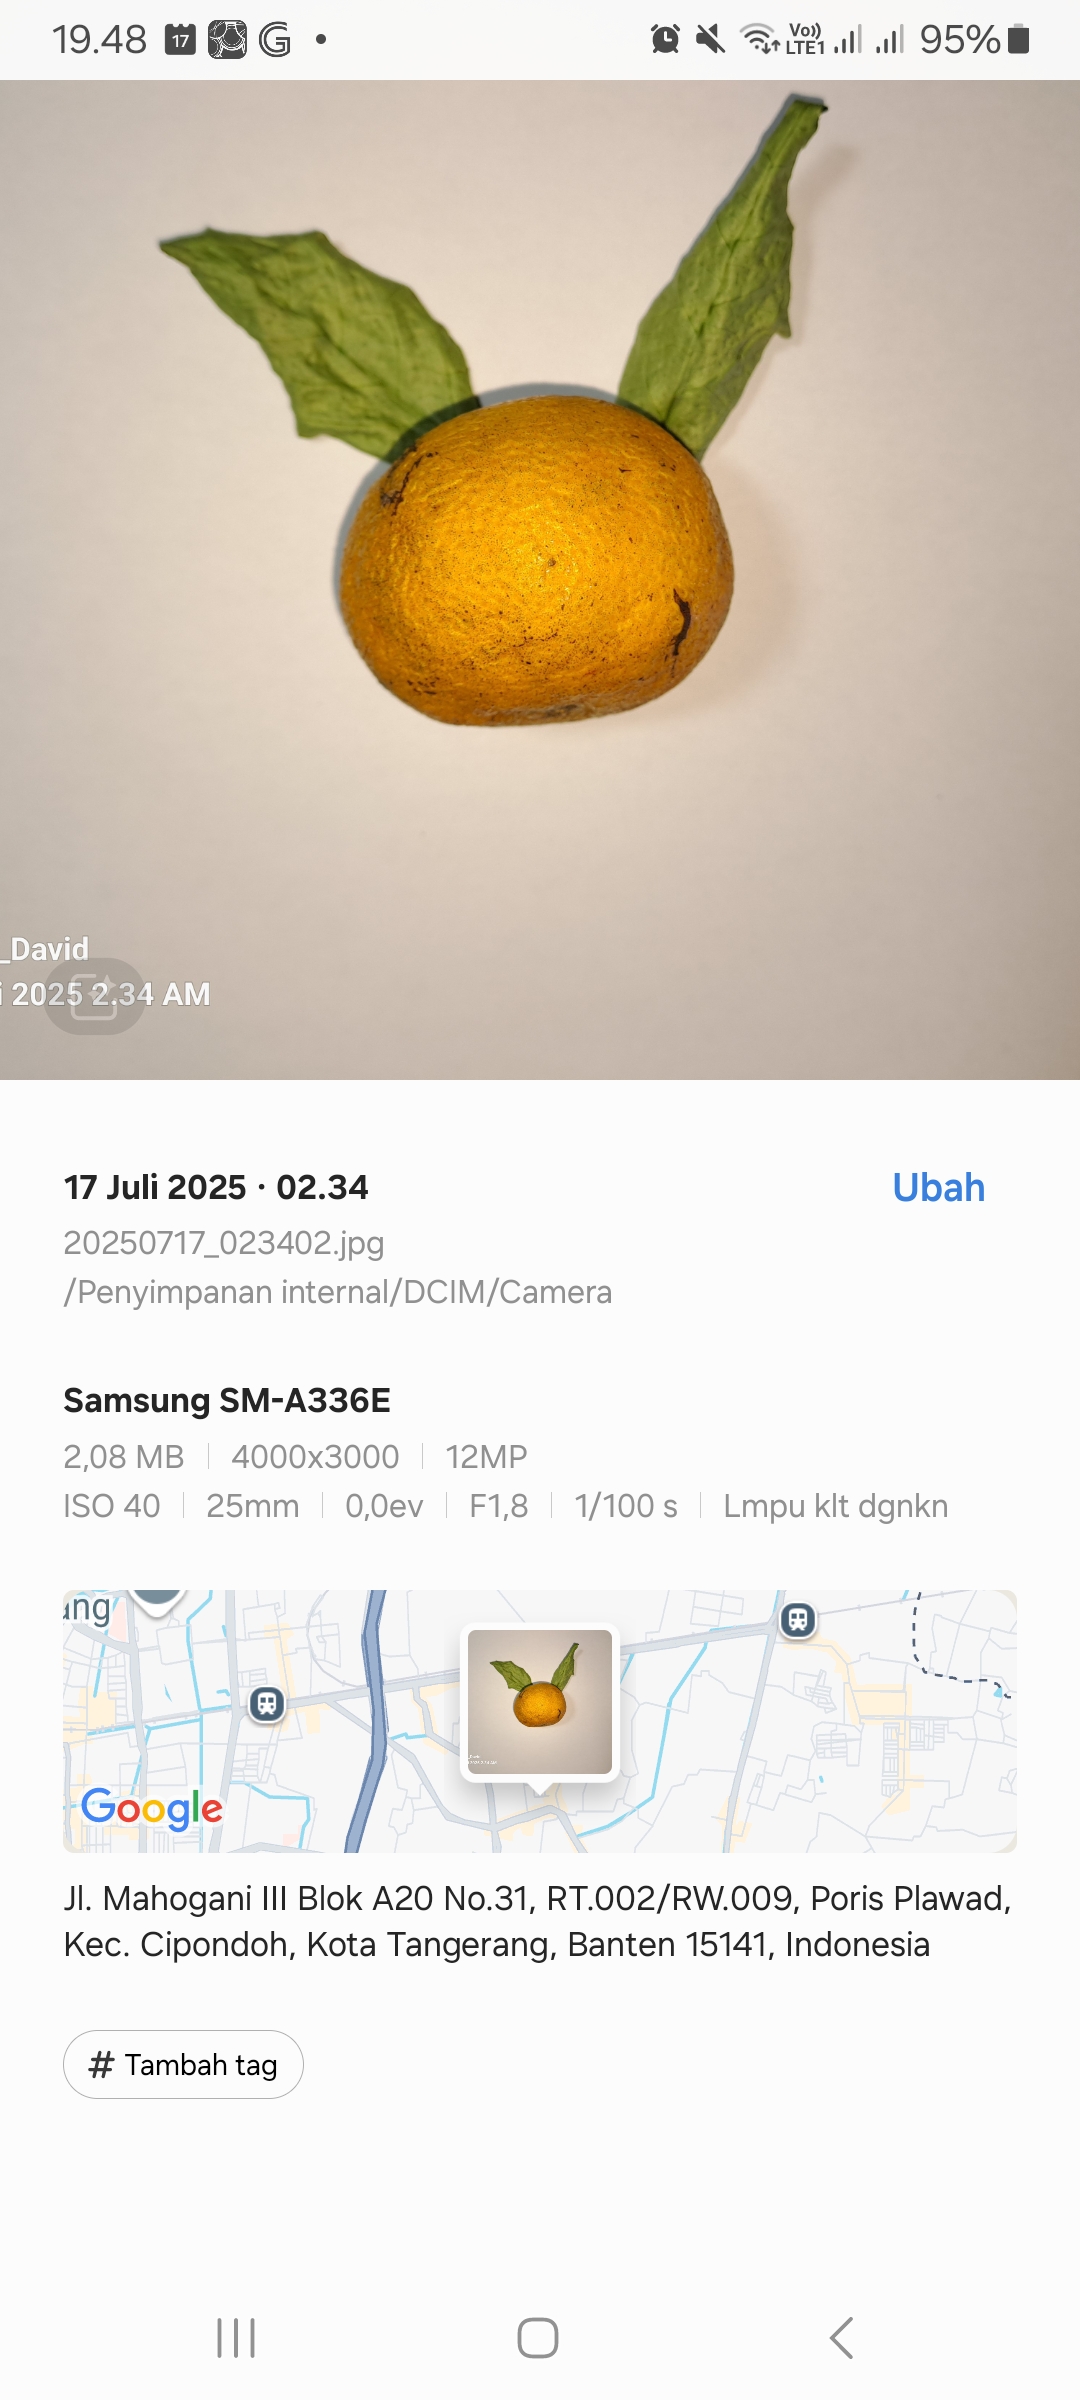 19.48 17 G
Vo))
LTE1
95%
_David
i 2025 2.34 AM
17 Juli 2025 · 02.34
Ubah
20250717_023402.jpg
/Penyimpanan internal/DCIM/Camera
Samsung SM-A336E
2,08 MB | 4000x3000 | 12MP
ISO 40 | 25mm | 0,0ev | F1,8 | 1/100 s | Lmpu klt dgnkn
ang
Google
Jl. Mahogani III Blok A20 No.31, RT.002/RW.009, Poris Plawad,
Kec. Cipondoh, Kota Tangerang, Banten 15141, Indonesia
# Tambah tag